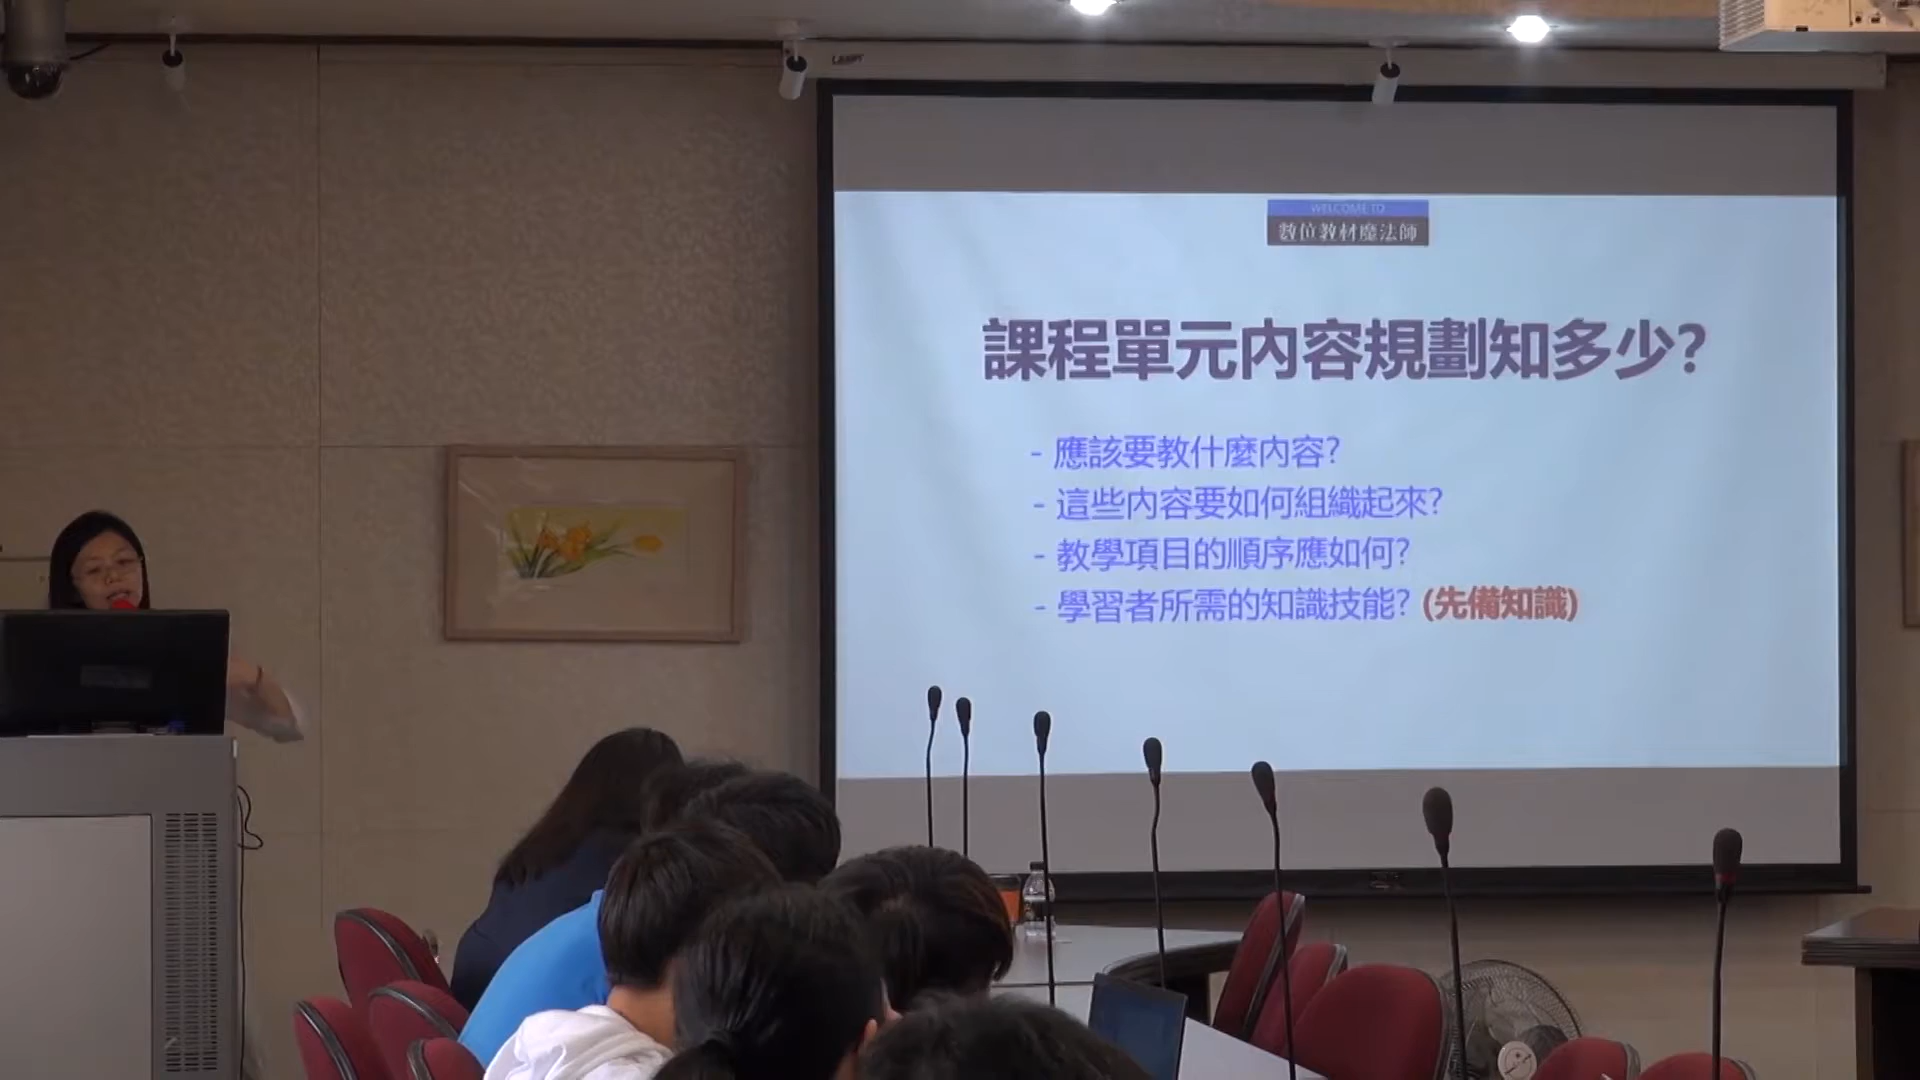 WELCOME TO
數位教材魔法師
課程單元內容規劃知多少?
- 應該要教什麼內容?
- 這些內容要如何組織起來?
- 教學項目的順序應如何?
- 學習者所需的知識技能? (先備知識)